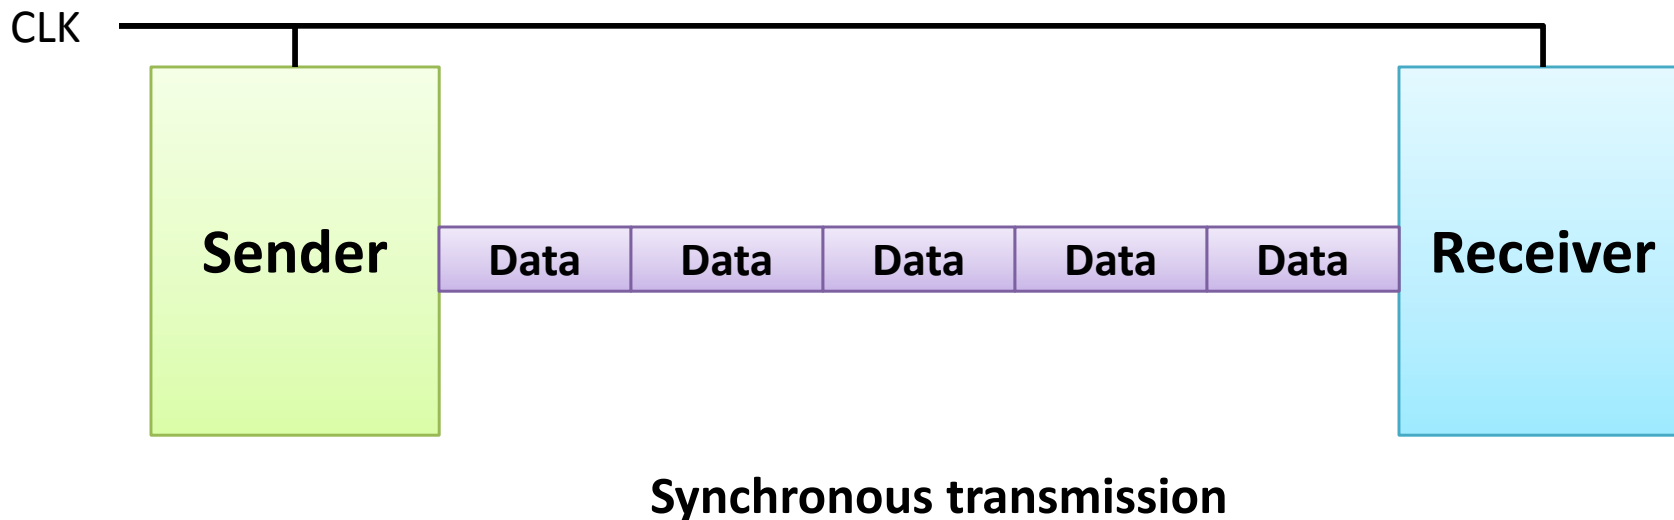 CLK
Sender
Data Data Data Data Data
Receiver
Synchronous transmission